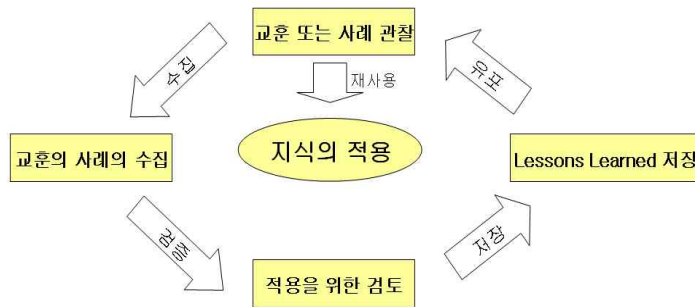 교훈 또는 사례 관찰
수집
재사용
유포
지식의 적용
교훈의 사례의 수집
Lessons Learned 저장
검증
저장
적용을 위한 검토